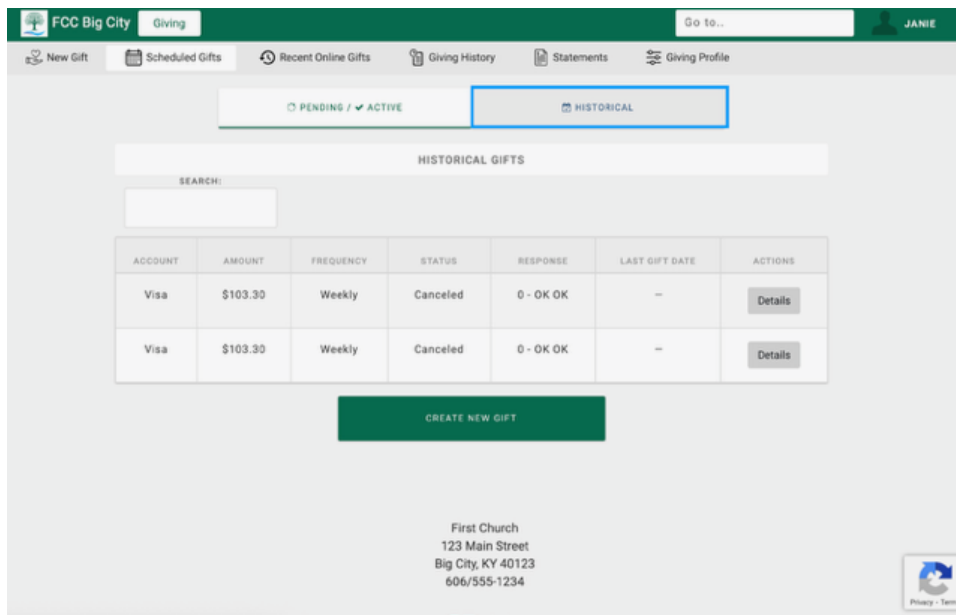 FCC Big City Giving Go to.. JANIE
New Gift Scheduled Gifts Recent Online Gifts Giving History Statements Giving Profile
PENDING / ✔ ACTIVE HISTORICAL
HISTORICAL GIFTS
SEARCH:
ACCOUNT AMOUNT FREQUENCY STATUS RESPONSE LAST GIFT DATE ACTIONS
Visa $103.30 Weekly Canceled 0 - OK OK -- Details
Visa $103.30 Weekly Canceled 0 - OK OK -- Details
CREATE NEW GIFT
First Church
123 Main Street
Big City, KY 40123
606/555-1234
Privacy - Term